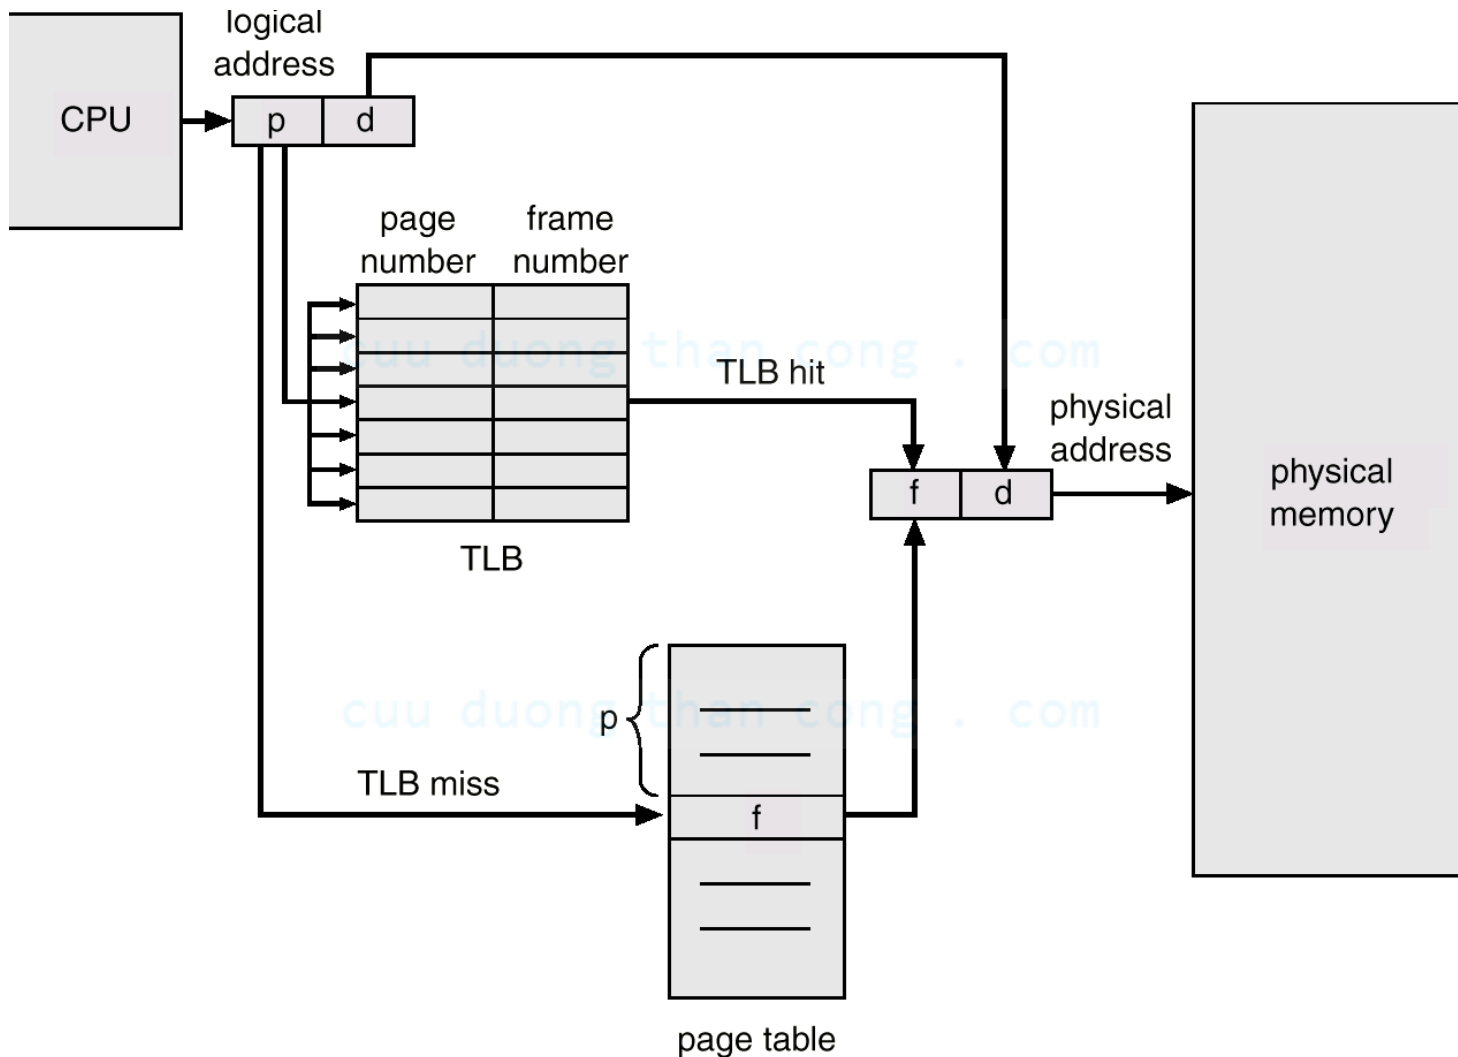 logical
address
CPU
p
d
page
number
frame
number
cuu duong than cong . com
TLB hit
physical
address
f
d
physical
memory
TLB
p
cuu duong than cong . com
TLB miss
f
page table